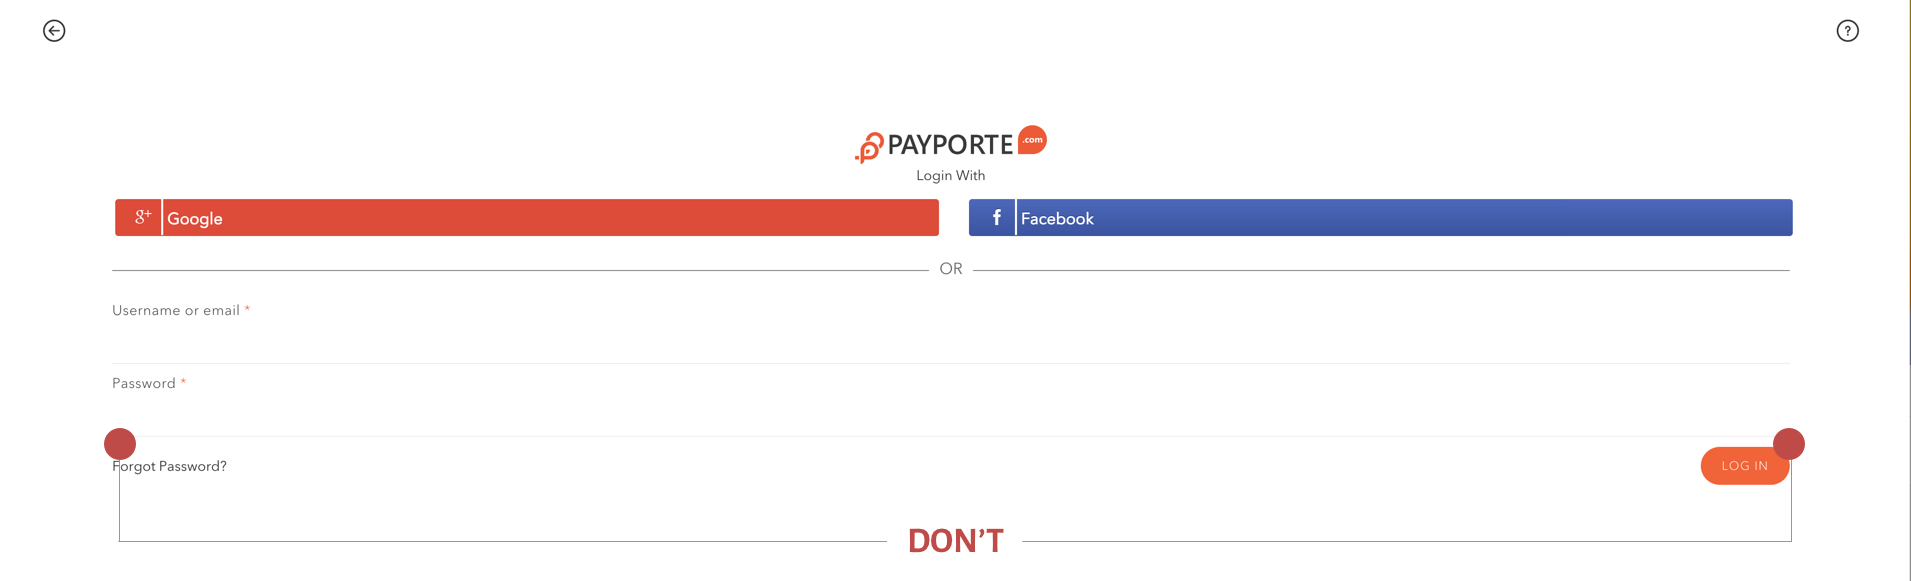 ?
PAYPORTE .com
Login With
g+ Google
f Facebook
OR
Username or email *
Password *
Forgot Password?
LOG IN
DON’T